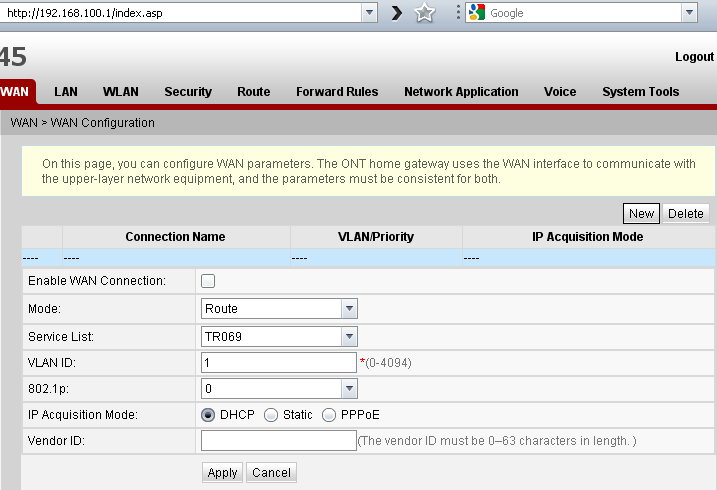 http://192.168.100.1/index.asp
Google
45
Logout
WAN LAN WLAN Security Route Forward Rules Network Application Voice System Tools
WAN > WAN Configuration
On this page, you can configure WAN parameters. The ONT home gateway uses the WAN interface to communicate with
the upper-layer network equipment, and the parameters must be consistent for both.
New Delete
Connection Name VLAN/Priority IP Acquisition Mode
---- ---- ---- ----
Enable WAN Connection:
Mode: Route
Service List: TR069
VLAN ID: 1 *(0-4094)
802.1p: 0
IP Acquisition Mode: DHCP Static PPPoE
Vendor ID: (The vendor ID must be 0–63 characters in length. )
Apply Cancel